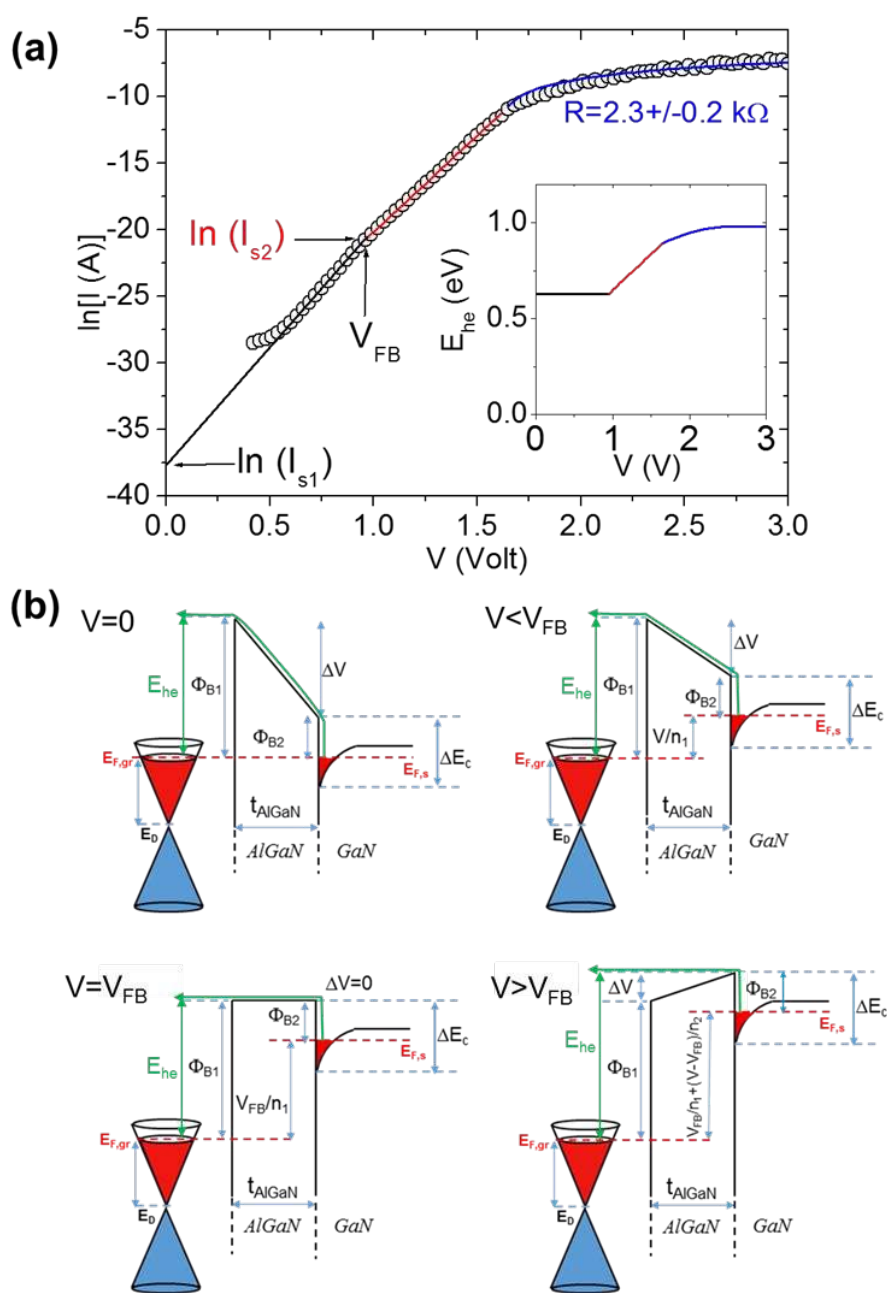 (a)
-5
-10
-15
-20
-25
-30
-35
-40
ln[I (A)]
R=2.3+/-0.2 kΩ
ln (I_s2)
V_FB
ln (I_s1)
1.0
0.5
0.0
E_he (eV)
0 1 2 3
V (V)
0.0 0.5 1.0 1.5 2.0 2.5 3.0
V (Volt)
(b)
V=0
ΔV
Φ_B1
E_he
Φ_B2
ΔE_c
E_F,gr
E_F,s
t_AlGaN
E_D
AlGaN GaN
V<V_FB
ΔV
Φ_B1
E_he
Φ_B2
ΔE_c
V/n_1
E_F,gr
E_F,s
t_AlGaN
E_D
AlGaN GaN
V=V_FB
ΔV=0
Φ_B2
ΔE_c
E_F,s
E_he
Φ_B1
V_FB/n_1
E_F,gr
t_AlGaN
E_D
AlGaN GaN
V>V_FB
ΔV
Φ_B2
ΔE_c
E_F,s
E_he
Φ_B1
V_FB/n_1+(V-V_FB)/n_2
E_F,gr
t_AlGaN
E_D
AlGaN GaN